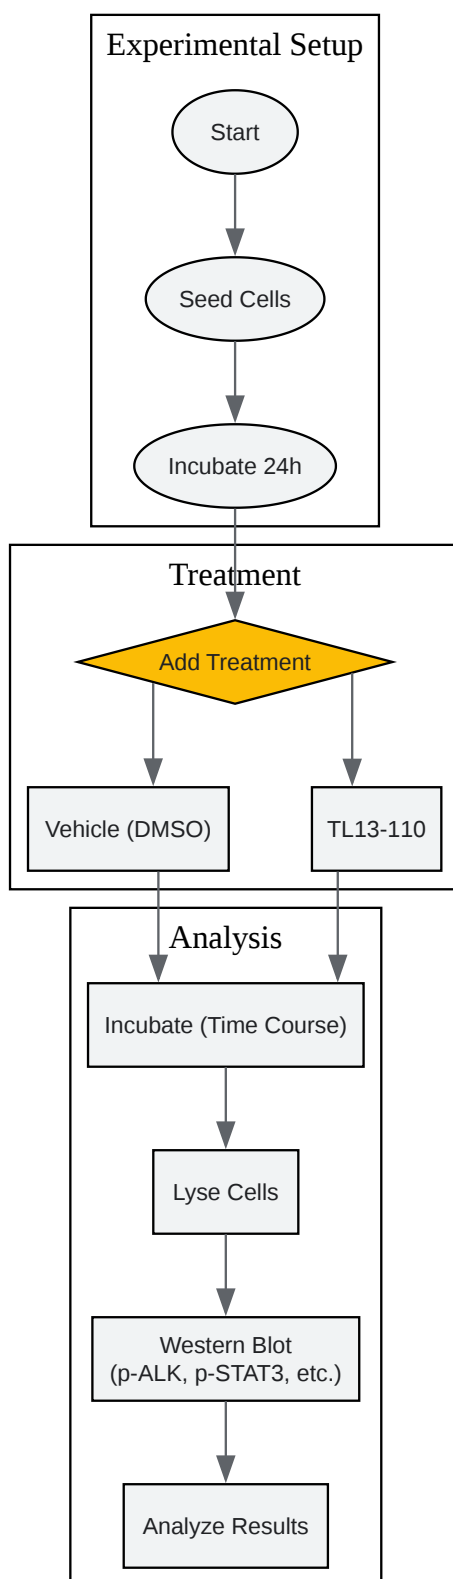 Experimental Setup
Start
Seed Cells
Incubate 24h
Treatment
Add Treatment
Vehicle (DMSO)
TL13-110
Analysis
Incubate (Time Course)
Lyse Cells
Western Blot
(p-ALK, p-STAT3, etc.)
Analyze Results